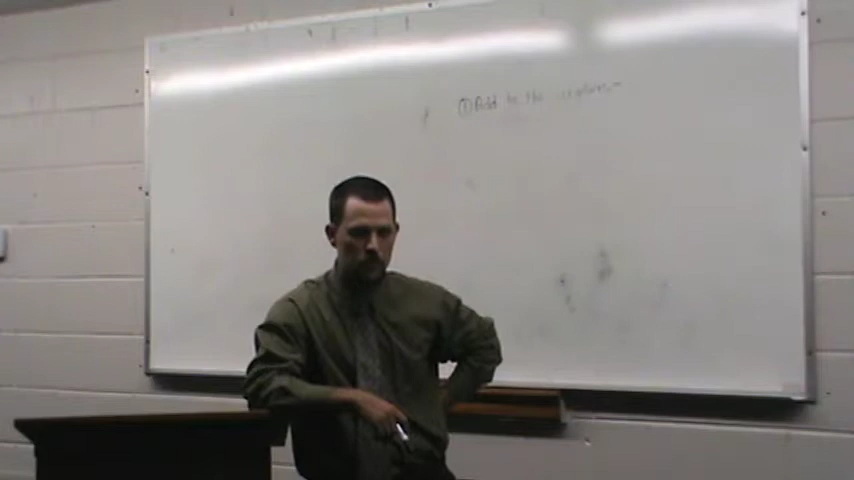 ① Add to the